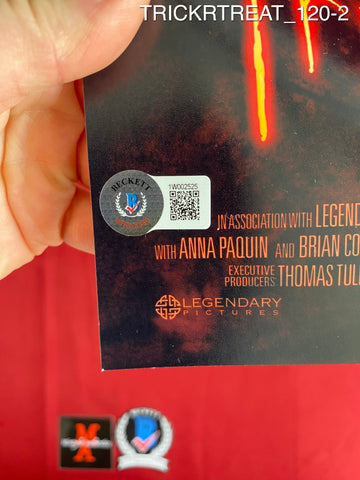 TRICKRTREAT_120-2
BECKETT
B
1W002525
IN ASSOCIATION WITH LEGEND
WITH ANNA PAQUIN AND BRIAN CO
EXECUTIVE
PRODUCERS: THOMAS TUL
LEGENDARY
PICTURES